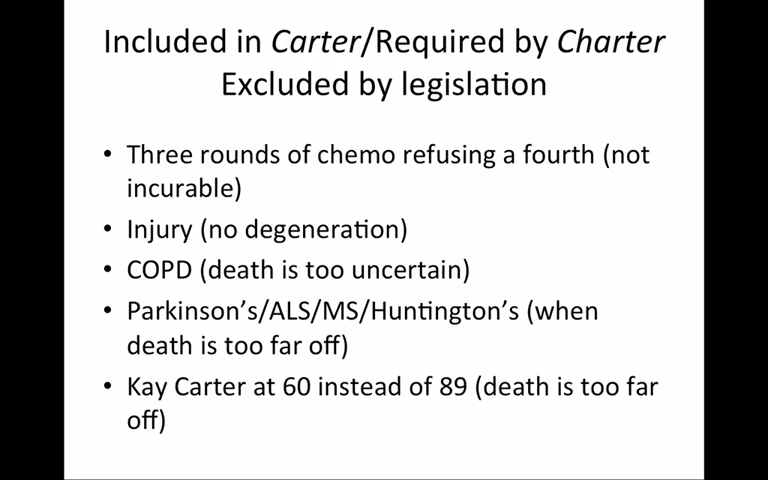 Included in Carter/Required by Charter
Excluded by legislation
• Three rounds of chemo refusing a fourth (not
incurable)
• Injury (no degeneration)
• COPD (death is too uncertain)
• Parkinson’s/ALS/MS/Huntington’s (when
death is too far off)
• Kay Carter at 60 instead of 89 (death is too far
off)